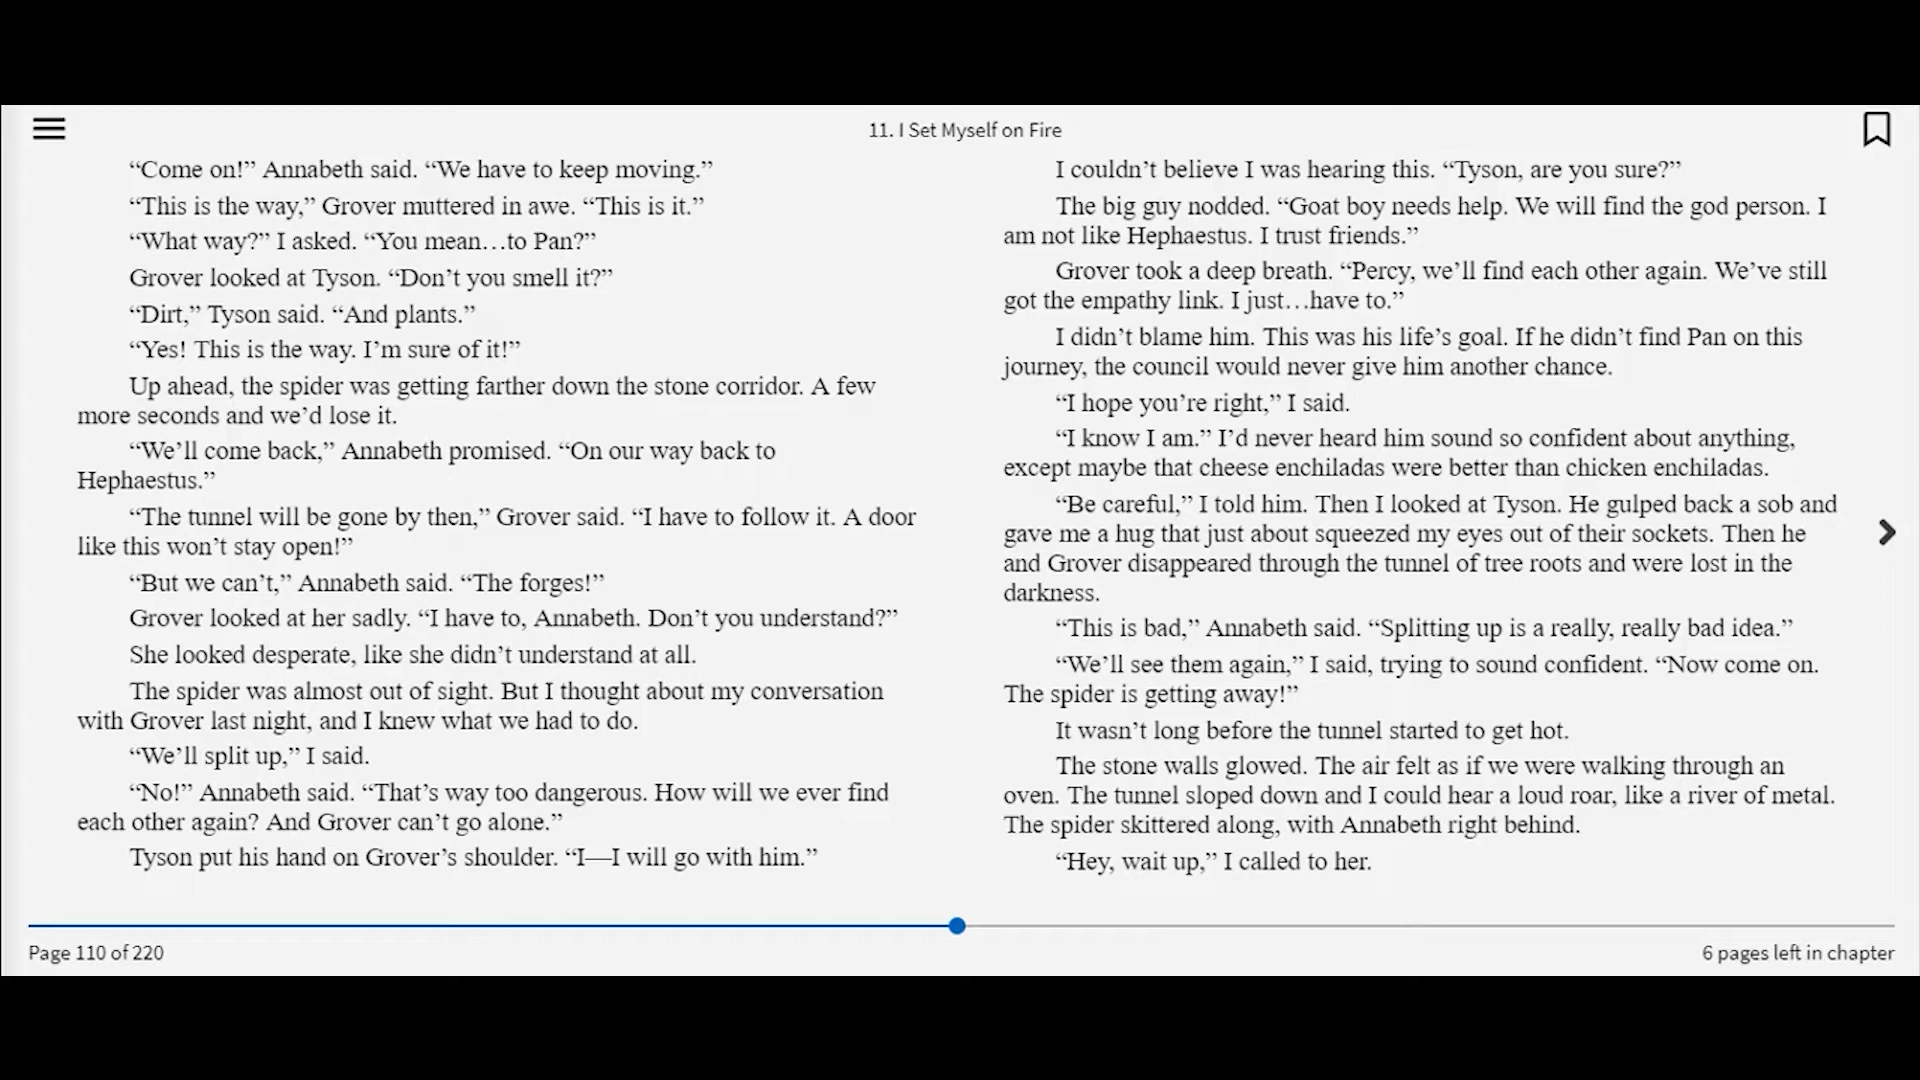 11. I Set Myself on Fire
“Come on!” Annabeth said. “We have to keep moving.”
“This is the way,” Grover muttered in awe. “This is it.”
“What way?” I asked. “You mean…to Pan?”
Grover looked at Tyson. “Don’t you smell it?”
“Dirt,” Tyson said. “And plants.”
“Yes! This is the way. I’m sure of it!”
Up ahead, the spider was getting farther down the stone corridor. A few
more seconds and we’d lose it.
“We’ll come back,” Annabeth promised. “On our way back to
Hephaestus.”
“The tunnel will be gone by then,” Grover said. “I have to follow it. A door
like this won’t stay open!”
“But we can’t,” Annabeth said. “The forges!”
Grover looked at her sadly. “I have to, Annabeth. Don’t you understand?”
She looked desperate, like she didn’t understand at all.
The spider was almost out of sight. But I thought about my conversation
with Grover last night, and I knew what we had to do.
“We’ll split up,” I said.
“No!” Annabeth said. “That’s way too dangerous. How will we ever find
each other again? And Grover can’t go alone.”
Tyson put his hand on Grover’s shoulder. “I—I will go with him.”
I couldn’t believe I was hearing this. “Tyson, are you sure?”
The big guy nodded. “Goat boy needs help. We will find the god person. I
am not like Hephaestus. I trust friends.”
Grover took a deep breath. “Percy, we’ll find each other again. We’ve still
got the empathy link. I just…have to.”
I didn’t blame him. This was his life’s goal. If he didn’t find Pan on this
journey, the council would never give him another chance.
“I hope you’re right,” I said.
“I know I am.” I’d never heard him sound so confident about anything,
except maybe that cheese enchiladas were better than chicken enchiladas.
“Be careful,” I told him. Then I looked at Tyson. He gulped back a sob and
gave me a hug that just about squeezed my eyes out of their sockets. Then he
and Grover disappeared through the tunnel of tree roots and were lost in the
darkness.
“This is bad,” Annabeth said. “Splitting up is a really, really bad idea.”
“We’ll see them again,” I said, trying to sound confident. “Now come on.
The spider is getting away!”
It wasn’t long before the tunnel started to get hot.
The stone walls glowed. The air felt as if we were walking through an
oven. The tunnel sloped down and I could hear a loud roar, like a river of metal.
The spider skittered along, with Annabeth right behind.
“Hey, wait up,” I called to her.
Page 110 of 220
6 pages left in chapter